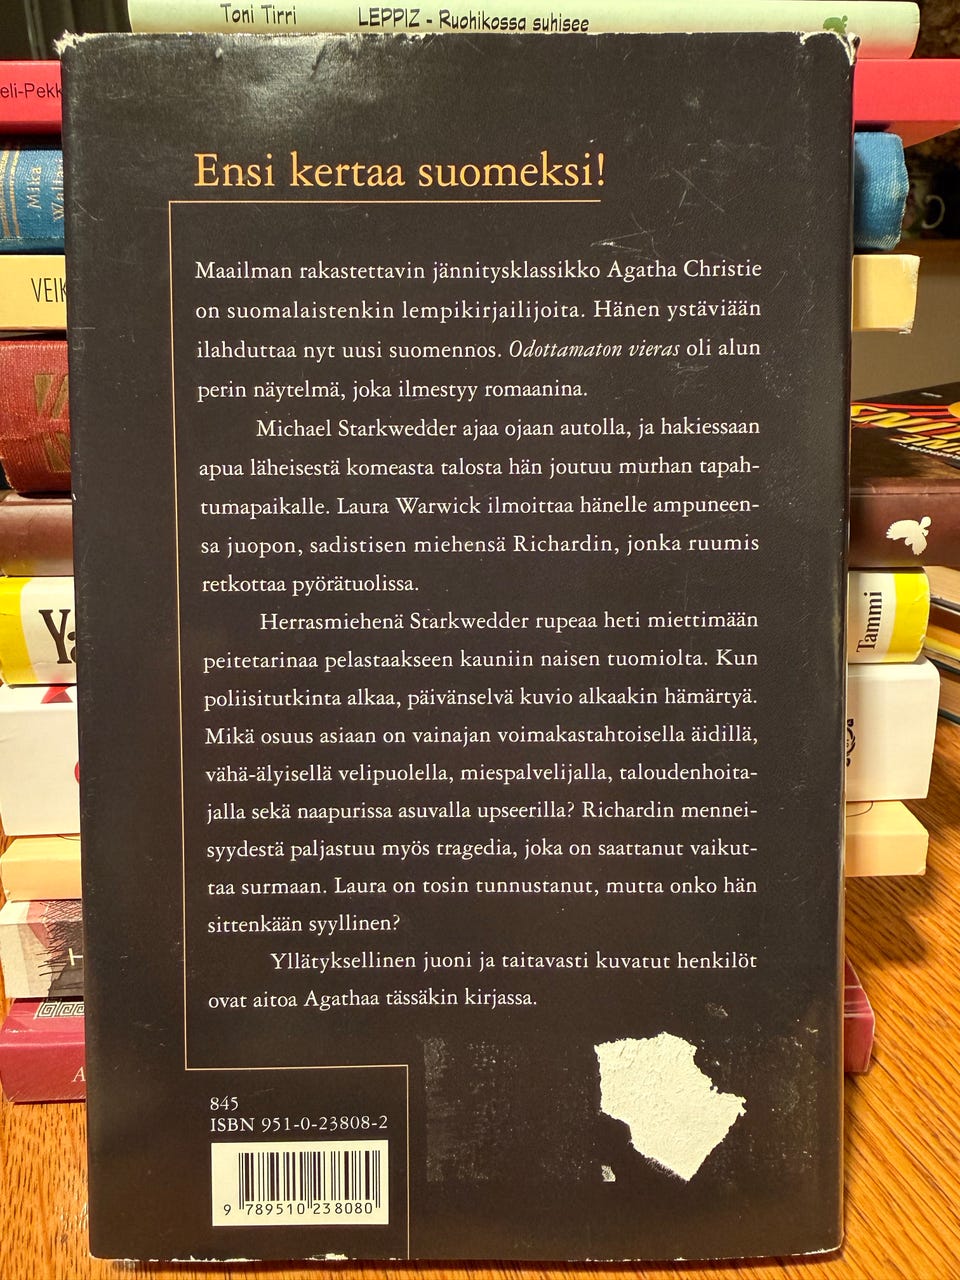 Toni Tirri LEPPIZ - Ruohikossa suhisee
eli-Pekk
Mika
Walta
VEIK
Ya
Tammi
H
A
Ensi kertaa suomeksi!
Maailman rakastettavin jännitysklassikko Agatha Christie
on suomalaistenkin lempikirjailijoita. Hänen ystäviään
ilahduttaa nyt uusi suomennos. Odottamaton vieras oli alun
perin näytelmä, joka ilmestyy romaanina.
Michael Starkwedder ajaa ojaan autolla, ja hakiessaan
apua läheisestä komeasta talosta hän joutuu murhan tapah-
tumapaikalle. Laura Warwick ilmoittaa hänelle ampuneen-
sa juopon, sadistisen miehensä Richardin, jonka ruumis
retkottaa pyörätuolissa.
Herrasmiehenä Starkwedder rupeaa heti miettimään
peitetarinaa pelastaakseen kauniin naisen tuomiolta. Kun
poliisitutkinta alkaa, päivänselvä kuvio alkaakin hämärtyä.
Mikä osuus asiaan on vainajan voimakastahtoisella äidillä,
vähä-älyisellä velipuolella, miespalvelijalla, taloudenhoita-
jalla sekä naapurissa asuvalla upseerilla? Richardin mennei-
syydestä paljastuu myös tragedia, joka on saattanut vaikut-
taa surmaan. Laura on tosin tunnustanut, mutta onko hän
sittenkään syyllinen?
Yllätyksellinen juoni ja taitavasti kuvatut henkilöt
ovat aitoa Agathaa tässäkin kirjassa.
845
ISBN 951-0-23808-2
9 789510 238080